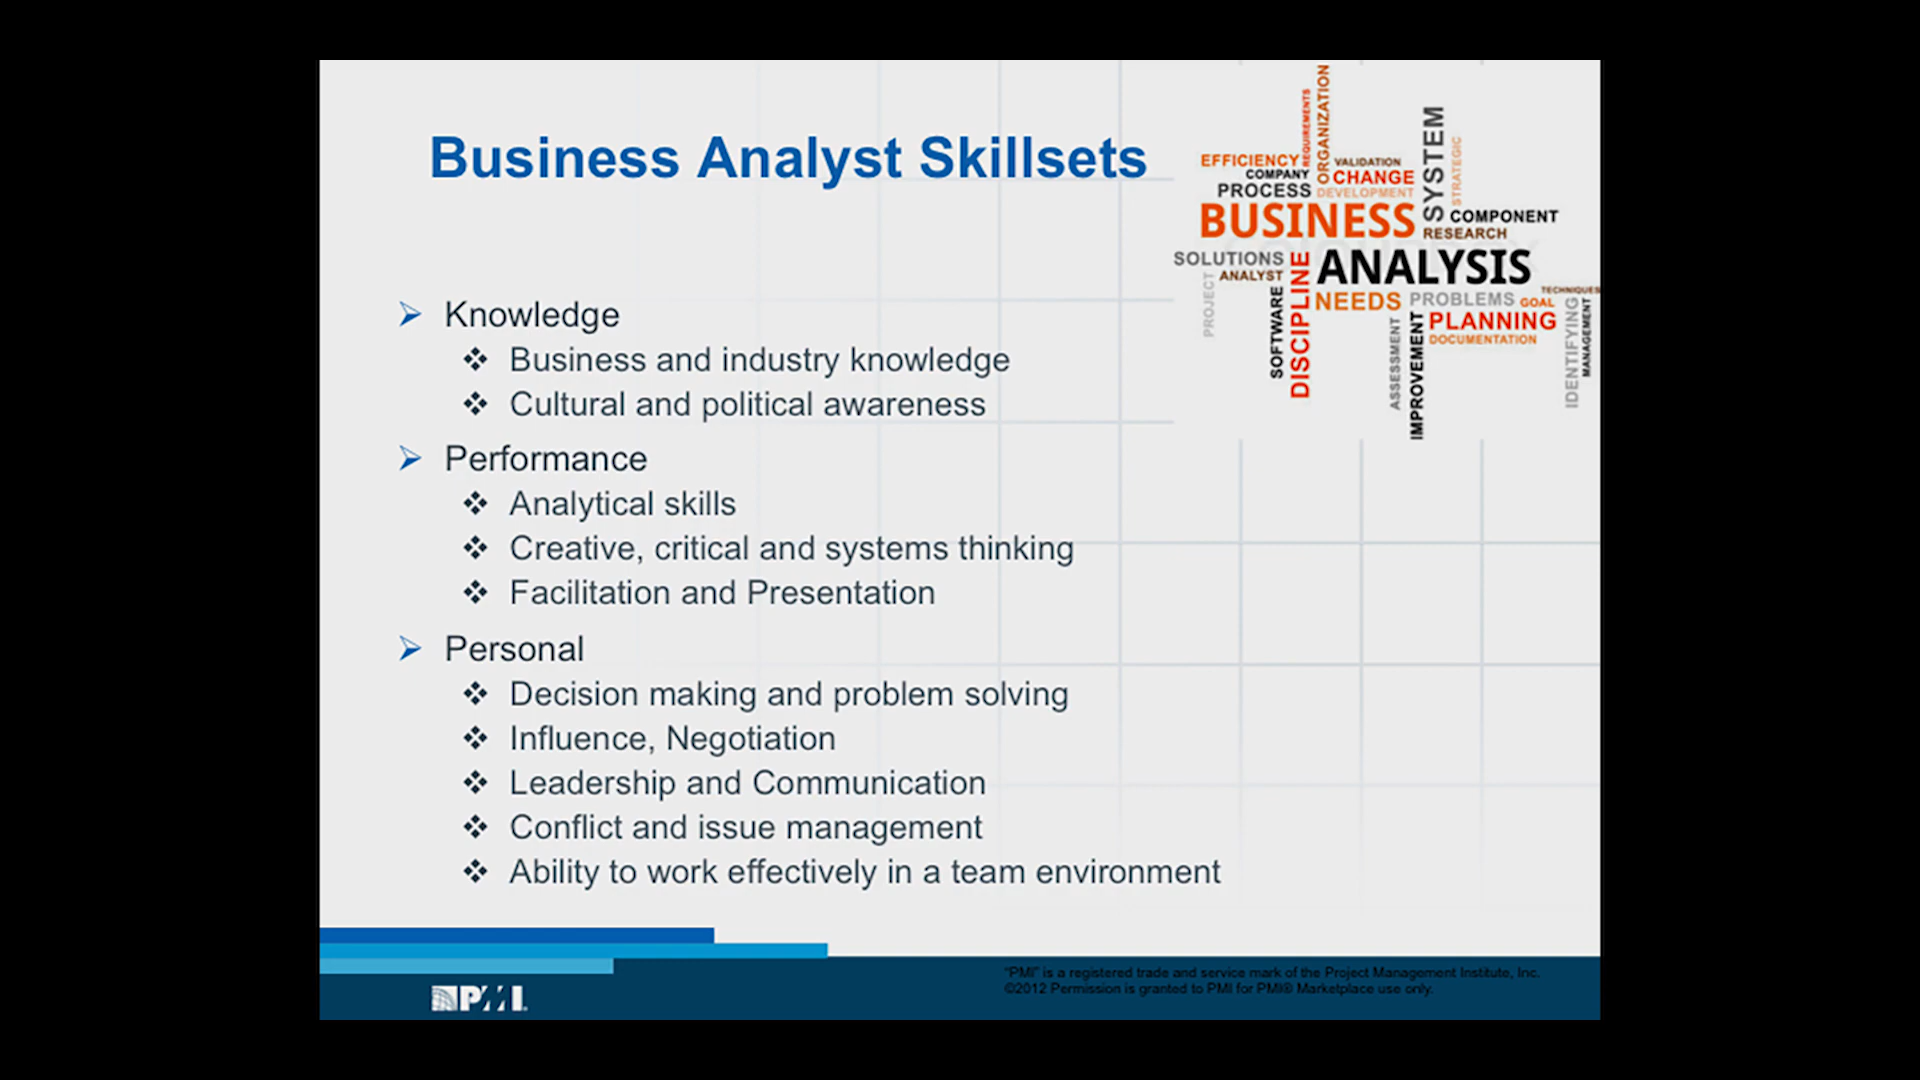 Business Analyst Skillsets
Knowledge
Business and industry knowledge
Cultural and political awareness
Performance
Analytical skills
Creative, critical and systems thinking
Facilitation and Presentation
Personal
Decision making and problem solving
Influence, Negotiation
Leadership and Communication
Conflict and issue management
Ability to work effectively in a team environment
REQUIREMENTS
ORGANIZATION
EFFICIENCY
VALIDATION
COMPANY
CHANGE
PROCESS
DEVELOPMENT
SYSTEM
STRATEGIC
BUSINESS
COMPONENT
RESEARCH
SOLUTIONS
ANALYST
ANALYSIS
PROJECT
SOFTWARE
DISCIPLINE
NEEDS
PROBLEMS
GOAL
TECHNIQUES
PLANNING
DOCUMENTATION
ASSESSMENT
IMPROVEMENT
IDENTIFYING
MANAGEMENT
PMI
"PMI" is a registered trade and service mark of the Project Management Institute, Inc.
©2012 Permission is granted to PMI for PMI® Marketplace use only.